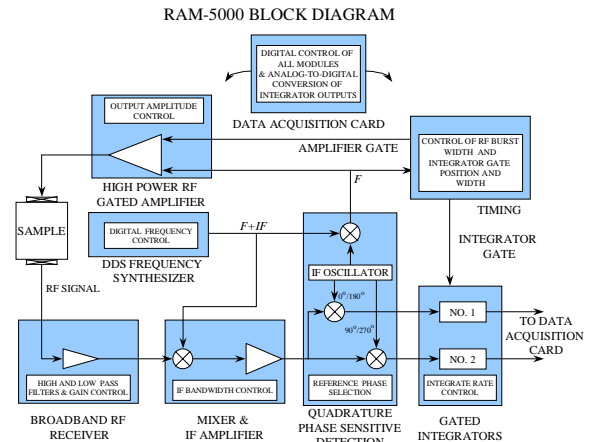 RAM-5000 BLOCK DIAGRAM
DIGITAL CONTROL OF
ALL MODULES
& ANALOG-TO-DIGITAL
CONVERSION OF
INTEGRATOR OUTPUTS
DATA ACQUISITION CARD
OUTPUT AMPLITUDE
CONTROL
HIGH POWER RF
GATED AMPLIFIER
AMPLIFIER GATE
CONTROL OF RF BURST
WIDTH AND
INTEGRATOR GATE
POSITION AND
WIDTH
TIMING
F
SAMPLE
RF SIGNAL
DIGITAL FREQUENCY
CONTROL
DDS FREQUENCY
SYNTHESIZER
F+IF
IF OSCILLATOR
0°/180°
90°/270°
INTEGRATOR
GATE
HIGH AND LOW PASS
FILTERS & GAIN CONTROL
BROADBAND RF
RECEIVER
IF BANDWIDTH CONTROL
MIXER &
IF AMPLIFIER
REFERENCE PHASE
SELECTION
QUADRATURE
PHASE SENSITIVE
DETECTION
NO. 1
NO. 2
INTEGRATE RATE
CONTROL
GATED
INTEGRATORS
TO DATA
ACQUISITION
CARD